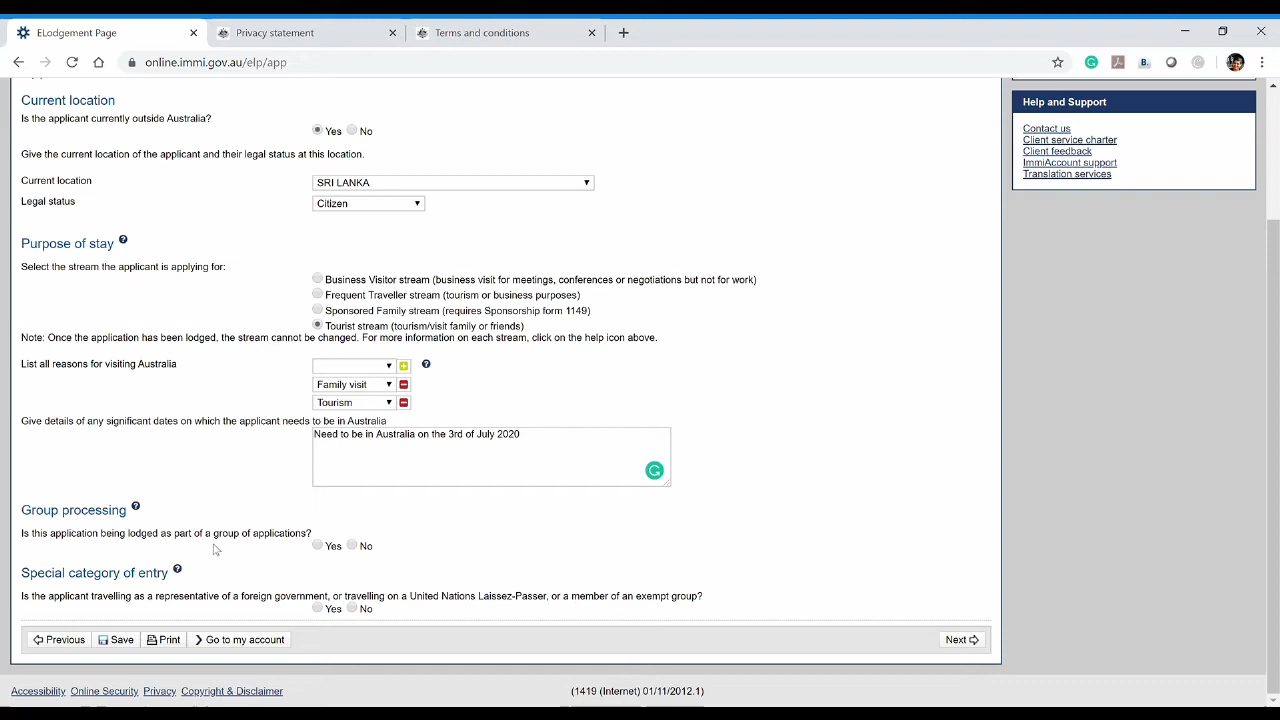 ELodgement Page
Privacy statement
Terms and conditions
online.immi.gov.au/elp/app
Current location
Is the applicant currently outside Australia?
Yes No
Give the current location of the applicant and their legal status at this location.
Current location
SRI LANKA
Legal status
Citizen
Purpose of stay
Select the stream the applicant is applying for:
Business Visitor stream (business visit for meetings, conferences or negotiations but not for work)
Frequent Traveller stream (tourism or business purposes)
Sponsored Family stream (requires Sponsorship form 1149)
Tourist stream (tourism/visit family or friends)
Note: Once the application has been lodged, the stream cannot be changed. For more information on each stream, click on the help icon above.
List all reasons for visiting Australia
Family visit
Tourism
Give details of any significant dates on which the applicant needs to be in Australia
Need to be in Australia on the 3rd of July 2020
Group processing
Is this application being lodged as part of a group of applications?
Yes No
Special category of entry
Is the applicant travelling as a representative of a foreign government, or travelling on a United Nations Laissez-Passer, or a member of an exempt group?
Yes No
Previous Save Print Go to my account Next
Help and Support
Contact us
Client service charter
Client feedback
ImmiAccount support
Translation services
Accessibility Online Security Privacy Copyright & Disclaimer (1419 (Internet) 01/11/2012.1)